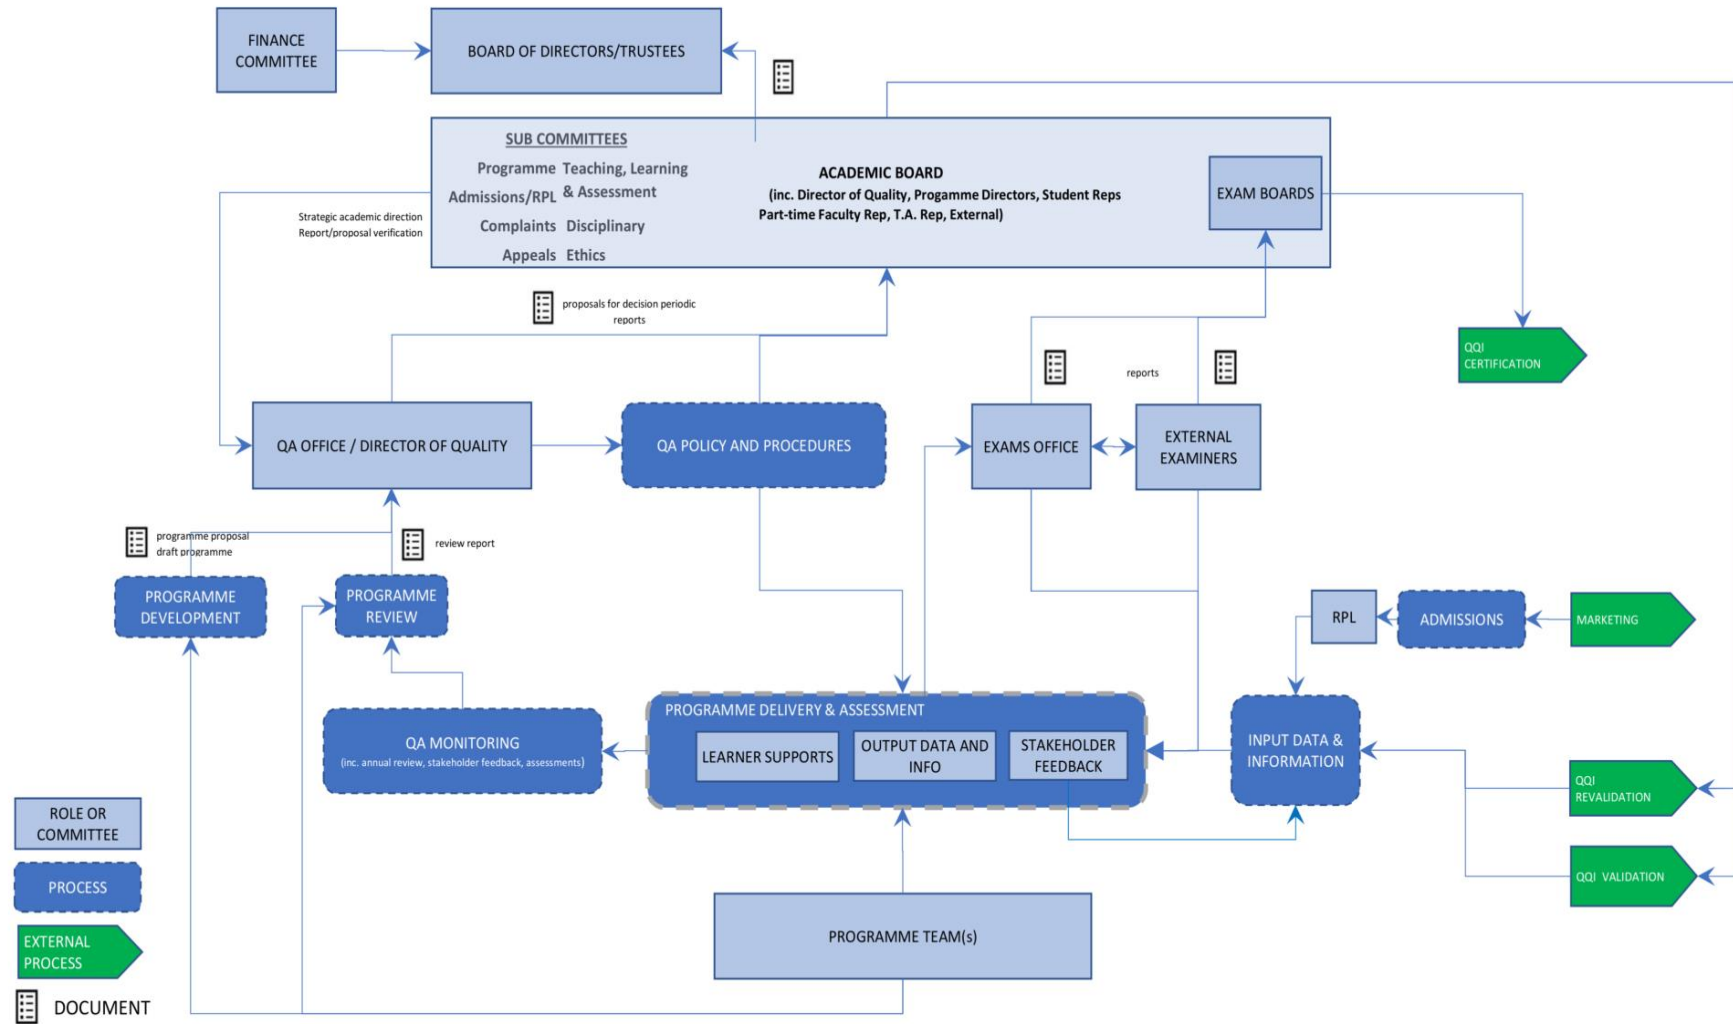 FINANCE
COMMITTEE
BOARD OF DIRECTORS/TRUSTEES
SUB COMMITTEES
Programme Teaching, Learning
Admissions/RPL & Assessment
Complaints Disciplinary
Appeals Ethics
ACADEMIC BOARD
(inc. Director of Quality, Progamme Directors, Student Reps
Part-time Faculty Rep, T.A. Rep, External)
EXAM BOARDS
Strategic academic direction
Report/proposal verification
proposals for decision periodic
reports
QQI
CERTIFICATION
reports
QA OFFICE / DIRECTOR OF QUALITY
QA POLICY AND PROCEDURES
EXAMS OFFICE
EXTERNAL
EXAMINERS
programme proposal
draft programme
review report
PROGRAMME
DEVELOPMENT
PROGRAMME
REVIEW
RPL
ADMISSIONS
MARKETING
PROGRAMME DELIVERY & ASSESSMENT
LEARNER SUPPORTS
OUTPUT DATA AND
INFO
STAKEHOLDER
FEEDBACK
QA MONITORING
(inc. annual review, stakeholder feedback, assessments)
INPUT DATA &
INFORMATION
QQI
REVALIDATION
QQI VALIDATION
PROGRAMME TEAM(s)
ROLE OR
COMMITTEE
PROCESS
EXTERNAL
PROCESS
DOCUMENT